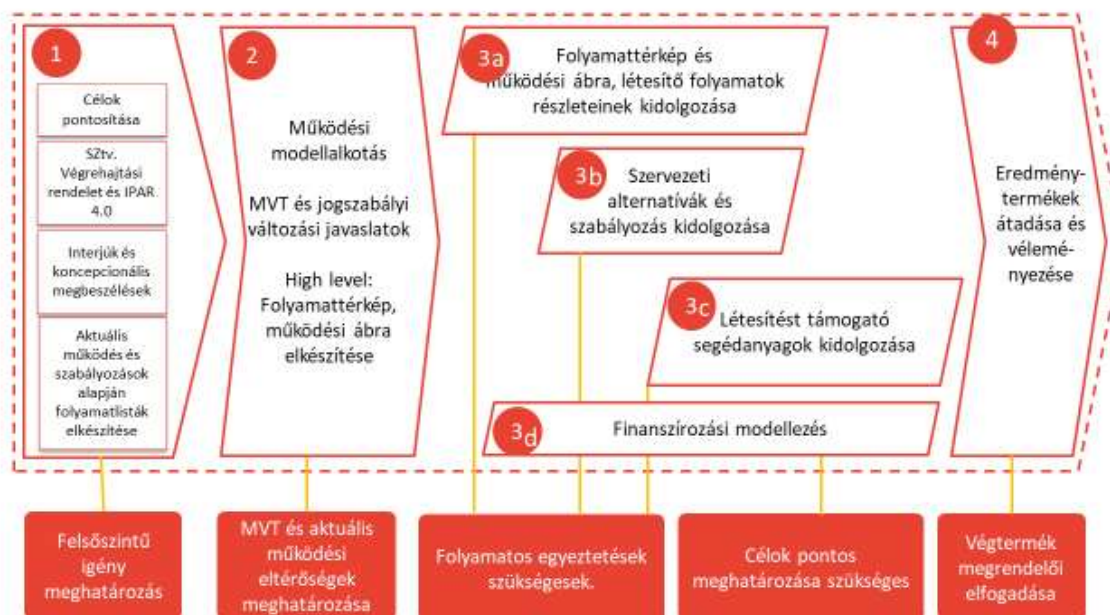 1
Célok
pontosítása
SZtv.
Végrehajtási
rendelet és IPAR
4.0
Interjúk és
koncepcionális
megbeszélések
Aktuális
működés és
szabályozások
alapján
folyamatlisták
elkészítése
2
Működési
modellalkotás
MVT és jogszabályi
változási javaslatok
High level:
Folyamattérkép,
működési ábra
elkészítése
3a
Folyamattérkép és
működési ábra, létesítő folyamatok
részleteinek kidolgozása
3b
Szervezeti
alternatívák és
szabályozás kidolgozása
3c
Létesítést támogató
segédanyagok kidolgozása
3d
Finanszírozási modellezés
4
Eredmény-
termékek
átadása és
vélemé-
nyezése
Felsőszintű
igény
meghatározás
MVT és aktuális
működési
eltérőségek
meghatározása
Folyamatos egyeztetések
szükségesek.
Célok pontos
meghatározása szükséges
Végtermék
megrendelői
elfogadása